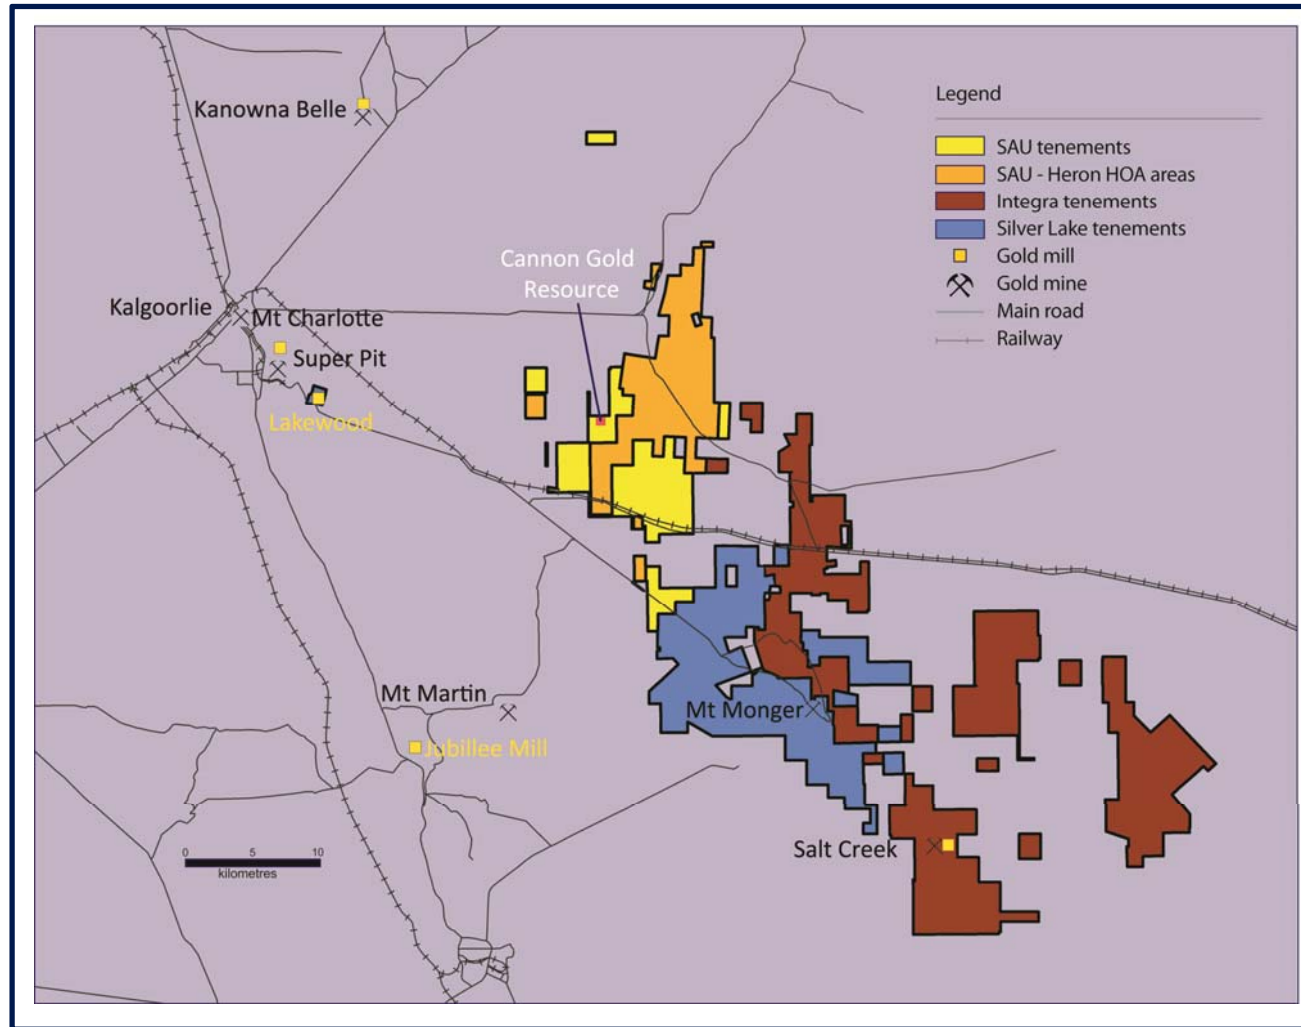 Kanowna Belle
Legend
SAU tenements
SAU - Heron HOA areas
Integra tenements
Silver Lake tenements
Gold mill
Gold mine
Main road
Railway
Cannon Gold
Resource
Kalgoorlie
Mt Charlotte
Super Pit
Lakewood
Mt Martin
Mt Monger
Jubillee Mill
Salt Creek
0 5 10
kilometres